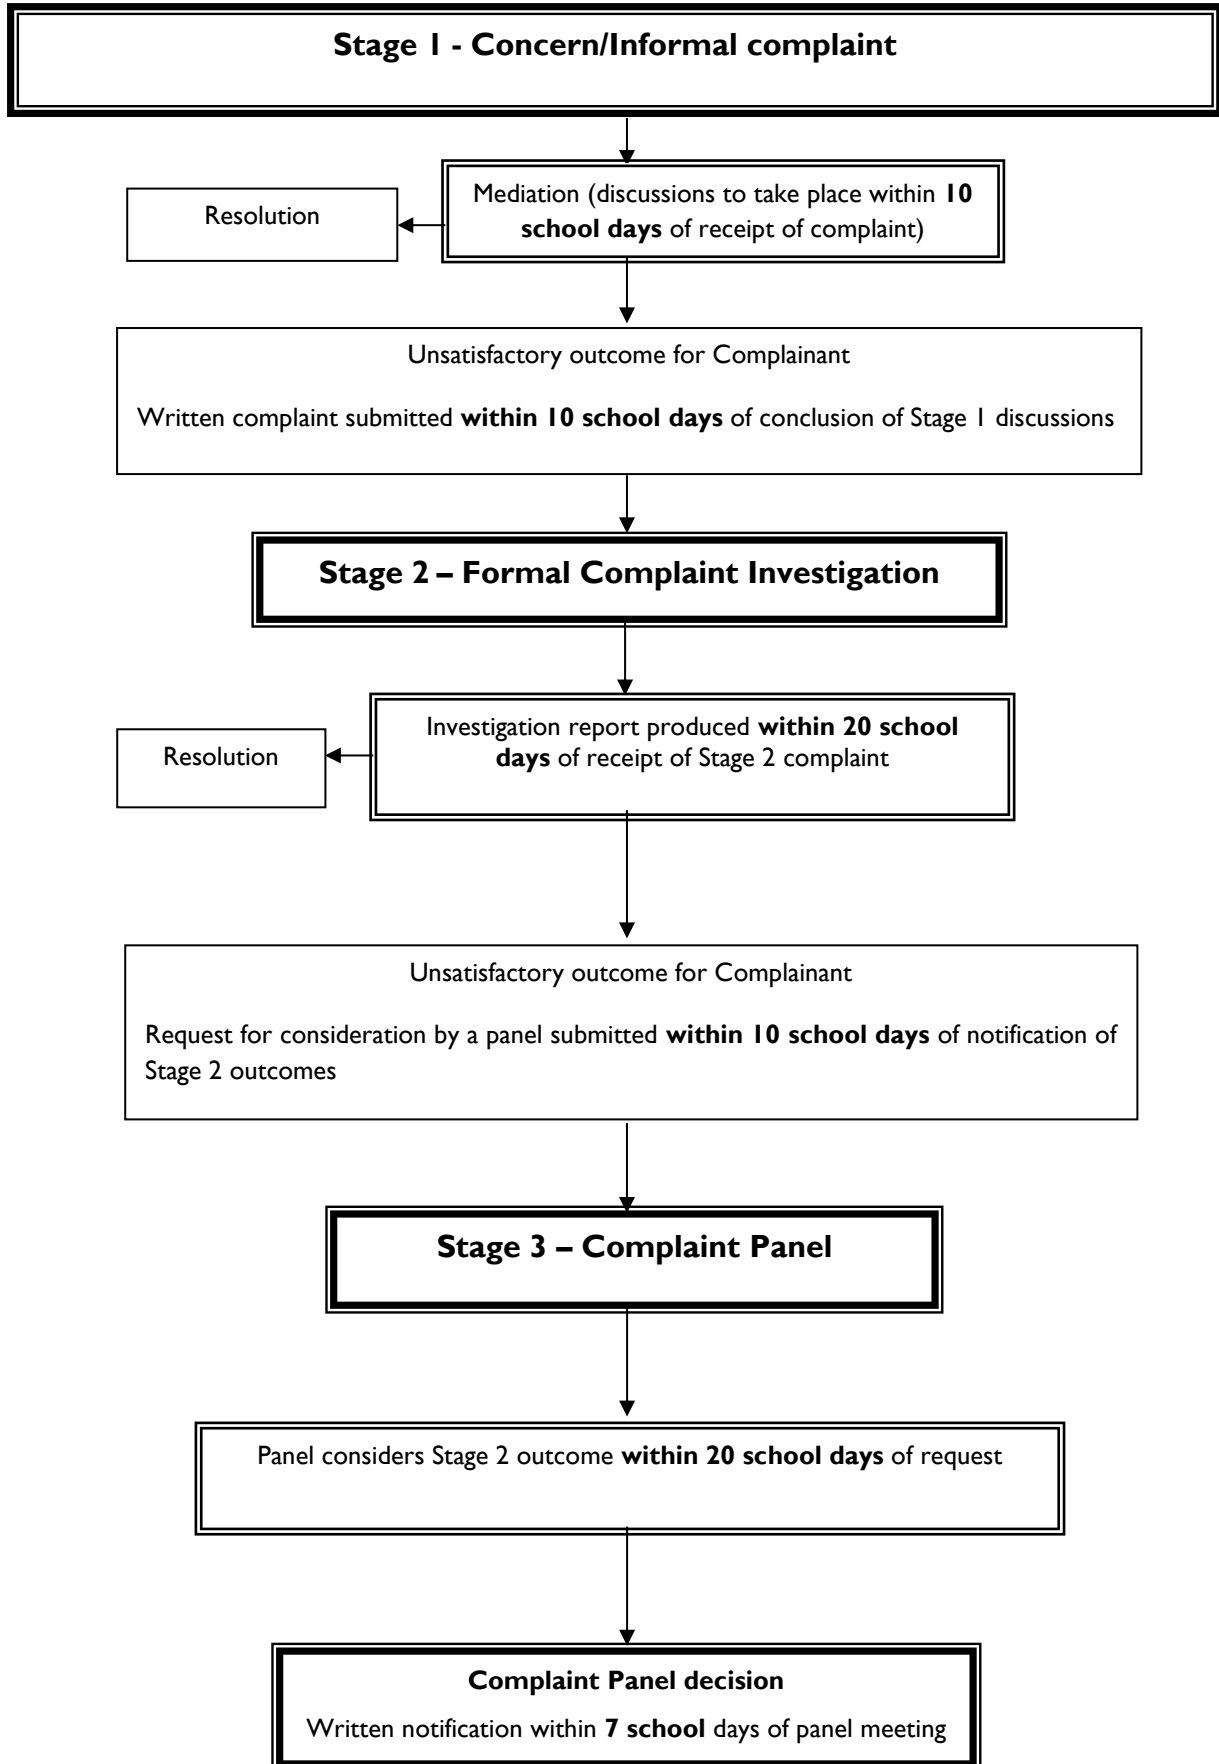 Stage 1 - Concern/Informal complaint
Mediation (discussions to take place within 10
school days of receipt of complaint)
Resolution
Unsatisfactory outcome for Complainant
Written complaint submitted within 10 school days of conclusion of Stage 1 discussions
Stage 2 – Formal Complaint Investigation
Investigation report produced within 20 school
days of receipt of Stage 2 complaint
Resolution
Unsatisfactory outcome for Complainant
Request for consideration by a panel submitted within 10 school days of notification of
Stage 2 outcomes
Stage 3 – Complaint Panel
Panel considers Stage 2 outcome within 20 school days of request
Complaint Panel decision
Written notification within 7 school days of panel meeting